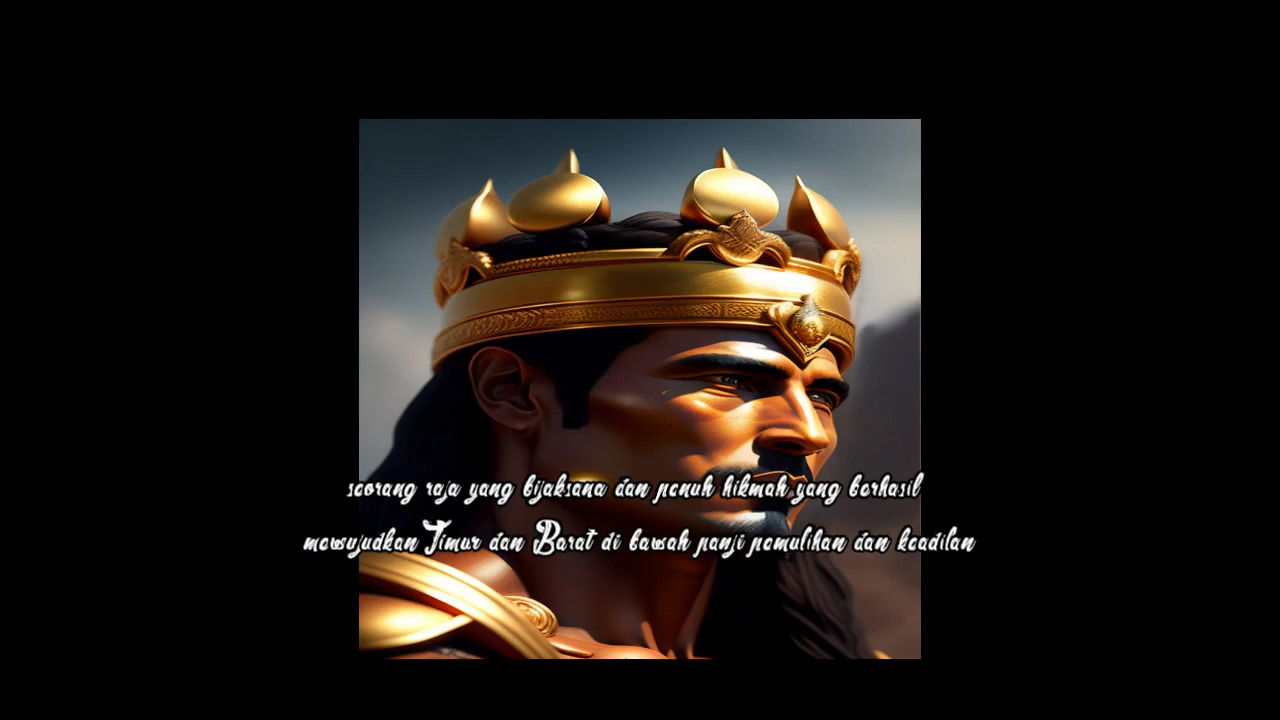 seorang raja yang bijaksana dan penuh hikmah yang berhasil
mewujudkan Timur dan Barat di bawah panji pemulihan dan keadilan